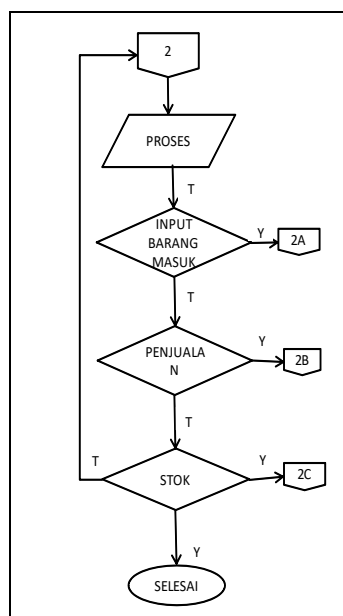 2
PROSES
T
INPUT
BARANG
MASUK
Y
2A
T
PENJUALA
N
Y
2B
T
T
STOK
Y
2C
Y
SELESAI